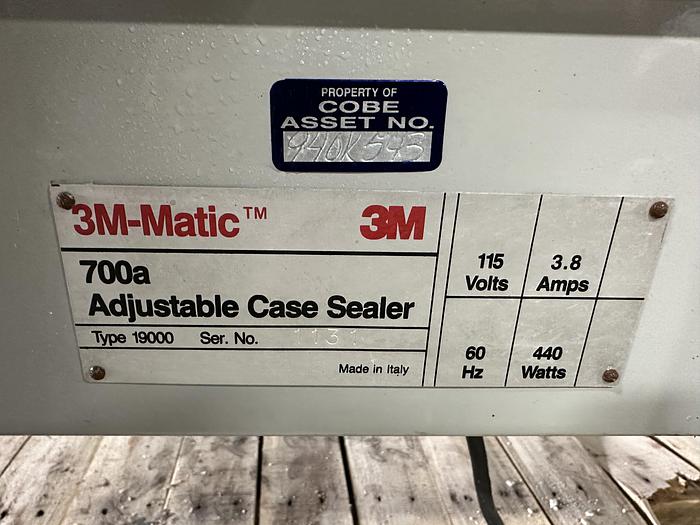 PROPERTY OF
COBE
ASSET NO.
940K543
3M-Matic™ 3M
700a
Adjustable Case Sealer
Type 19000 Ser. No.
Made in Italy
115 Volts
3.8 Amps
60 Hz
440 Watts